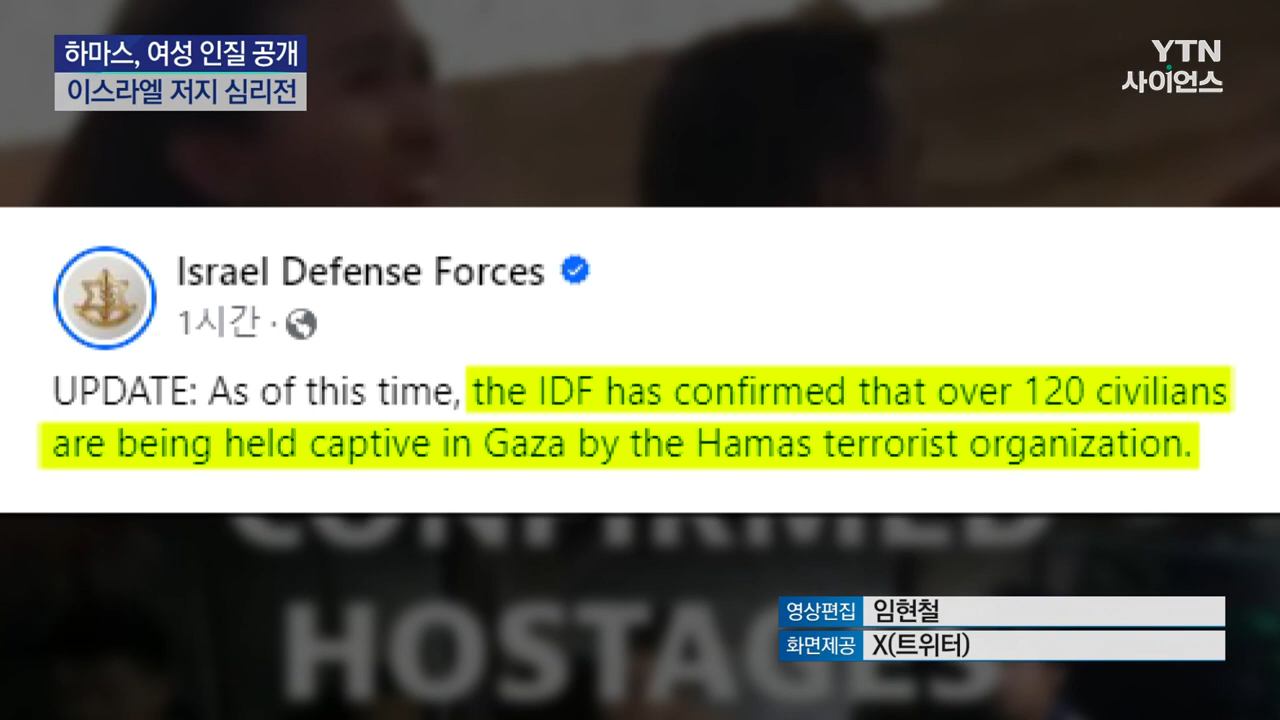 하마스, 여성 인질 공개
이스라엘 저지 심리전
YTN
사이언스
Israel Defense Forces
1시간 ·
UPDATE: As of this time, the IDF has confirmed that over 120 civilians
are being held captive in Gaza by the Hamas terrorist organization.
CONFIRMED
HOSTAGES
영상편집 임현철
화면제공 X(트위터)